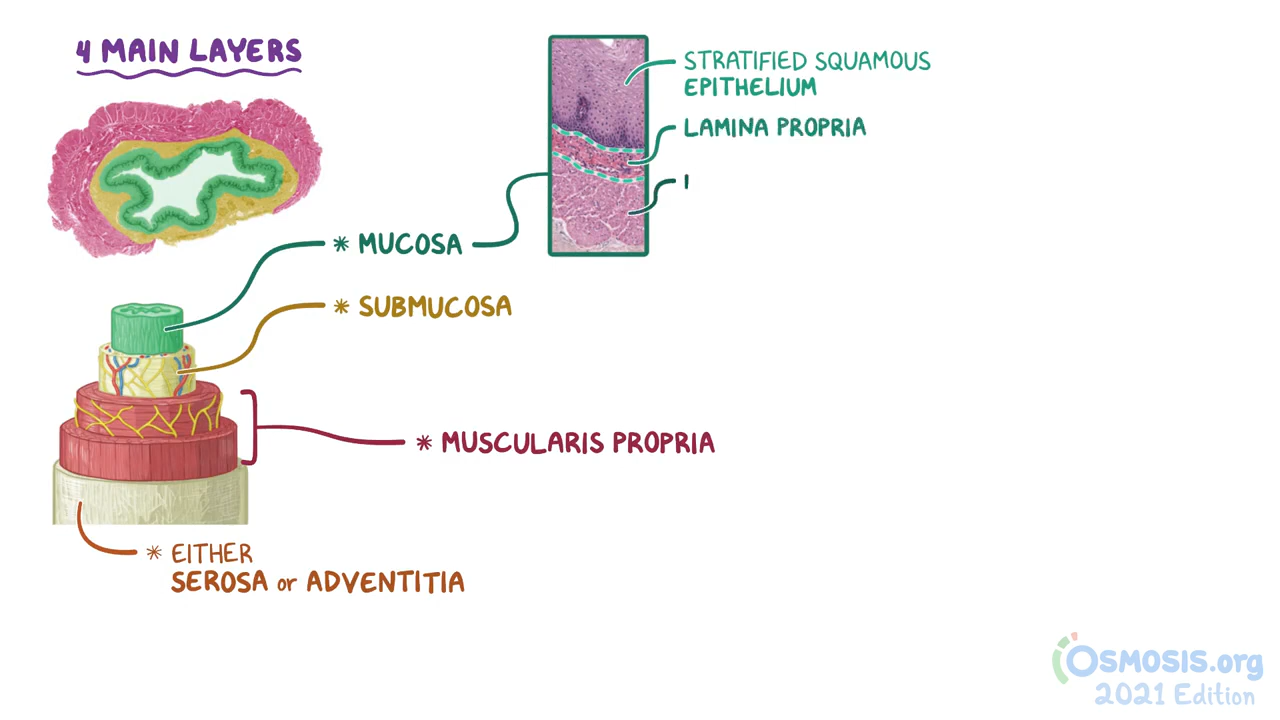 4 MAIN LAYERS
STRATIFIED SQUAMOUS
EPITHELIUM
LAMINA PROPRIA
* MUCOSA
* SUBMUCOSA
* MUSCULARIS PROPRIA
* EITHER
SEROSA or ADVENTITIA
OSMOSIS.org
2021 Edition